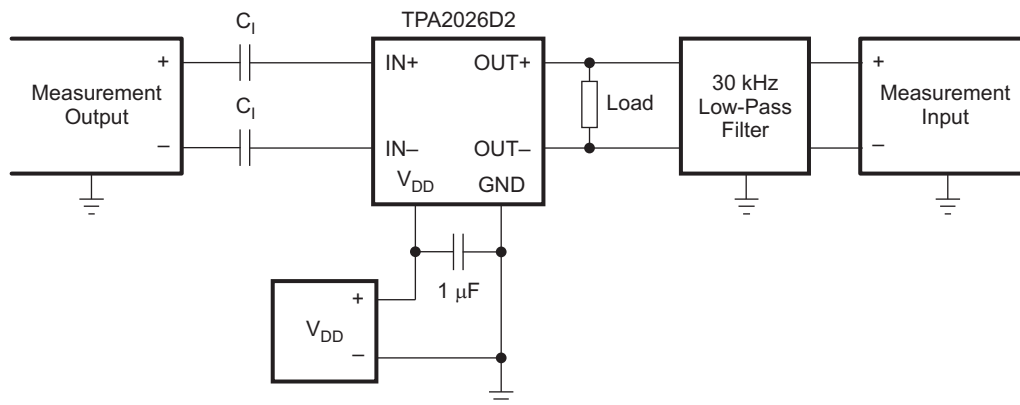 TPA2026D2
C_I
+
IN+
OUT+
+
Measurement
Output
C_I
Load
30 kHz
Low-Pass
Filter
Measurement
Input
–
IN–
OUT–
–
V_DD
GND
1 μF
+
V_DD
–